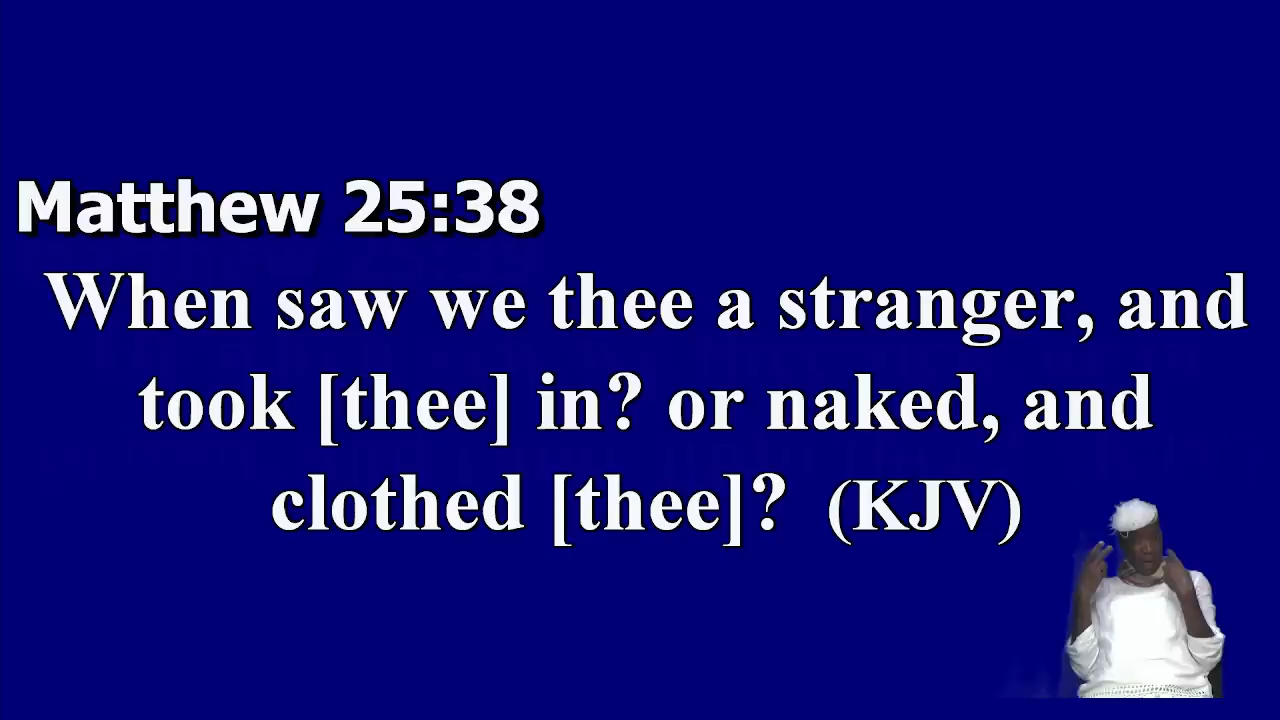 Matthew 25:38
When saw we thee a stranger, and
took [thee] in? or naked, and
clothed [thee]? (KJV)